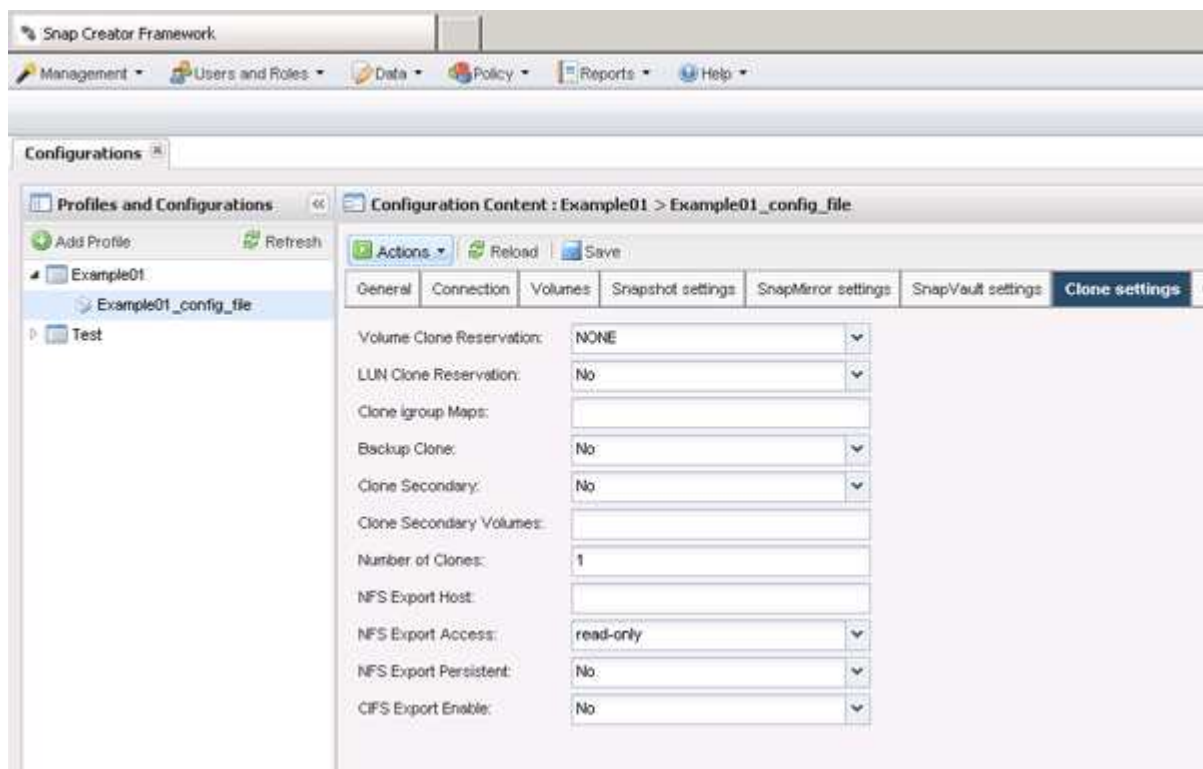 Snap Creator Framework
Management Users and Roles Data Policy Reports Help
Configurations
Profiles and Configurations
Configuration Content : Example01 > Example01_config_file
Add Profile Refresh
Actions Reload Save
Example01
Example01_config_file
Test
General Connection Volumes Snapshot settings SnapMirror settings SnapVault settings Clone settings
Volume Clone Reservation: NONE
LUN Clone Reservation: No
Clone igroup Maps:
Backup Clone: No
Clone Secondary: No
Clone Secondary Volumes:
Number of Clones: 1
NFS Export Host:
NFS Export Access: read-only
NFS Export Persistent: No
CIFS Export Enable: No